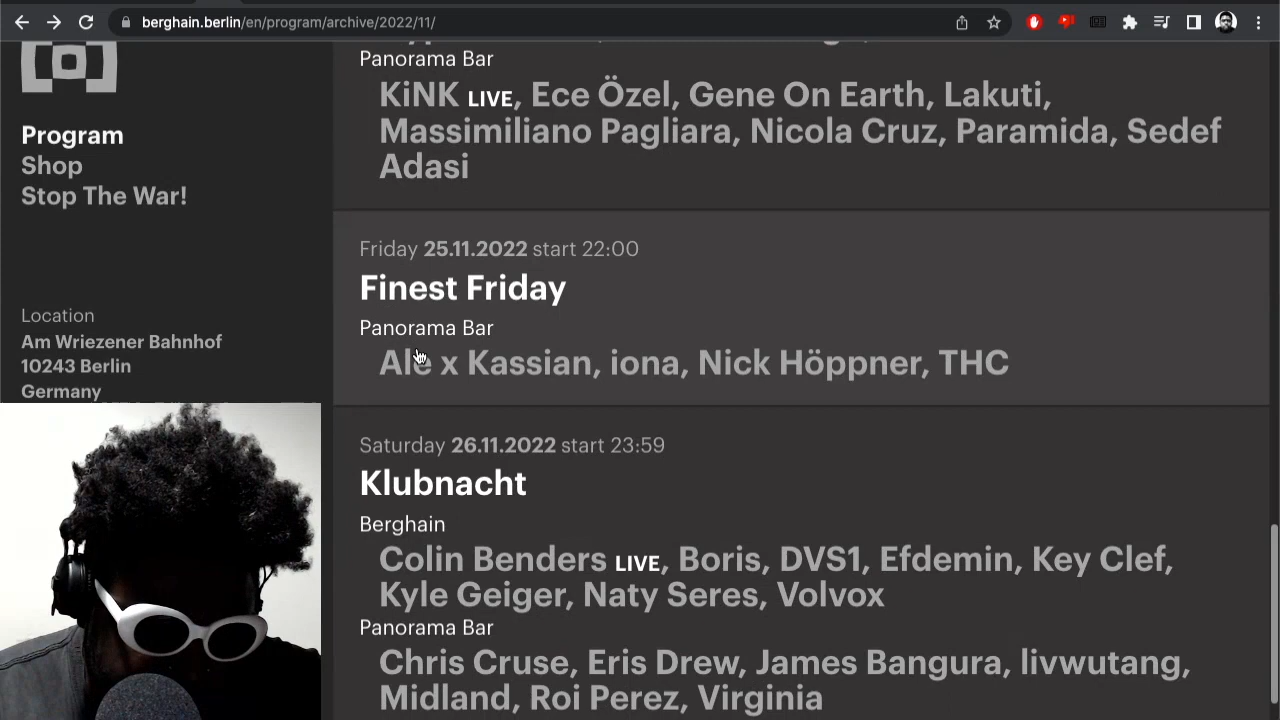 berghain.berlin/en/program/archive/2022/11/
Panorama Bar
KiNK LIVE, Ece Özel, Gene On Earth, Lakuti,
Massimiliano Pagliara, Nicola Cruz, Paramida, Sedef
Adasi
Program
Shop
Stop The War!
Location
Am Wriezener Bahnhof
10243 Berlin
Germany
Friday 25.11.2022 start 22:00
Finest Friday
Panorama Bar
Ale x Kassian, iona, Nick Höppner, THC
Saturday 26.11.2022 start 23:59
Klubnacht
Berghain
Colin Benders LIVE, Boris, DVS1, Efdemin, Key Clef,
Kyle Geiger, Naty Seres, Volvox
Panorama Bar
Chris Cruse, Eris Drew, James Bangura, livwutang,
Midland, Roi Perez, Virginia